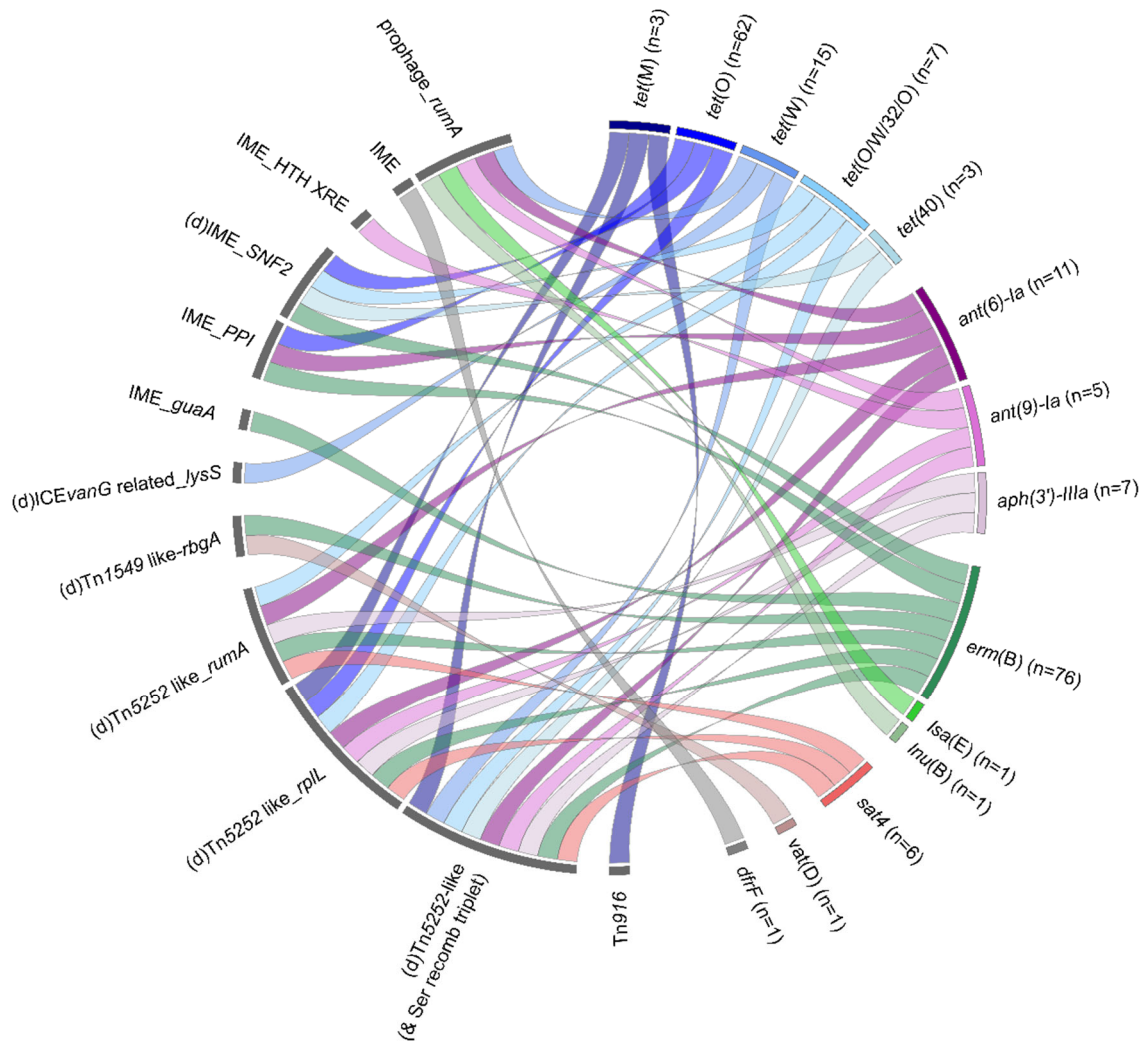 tet(M) (n=3)
tet(O) (n=62)
tet(W) (n=15)
tet(O/W/32/O) (n=7)
tet(40) (n=3)
ant(6)-Ia (n=11)
ant(9)-Ia (n=5)
aph(3')-IIIa (n=7)
erm(B) (n=76)
lsa(E) (n=1)
lnu(B) (n=1)
sat4 (n=6)
vat(D) (n=1)
dfrF (n=1)
Tn916
(d)Tn5252-like
(& Ser recomb triplet)
(d)Tn5252 like_rplL
(d)Tn5252 like_rumA
(d)Tn1549 like-rbgA
(d)ICEvanG related_lysS
IME_guaA
IME_PPI
(d)IME_SNF2
IME_HTH XRE
IME
prophage_rumA